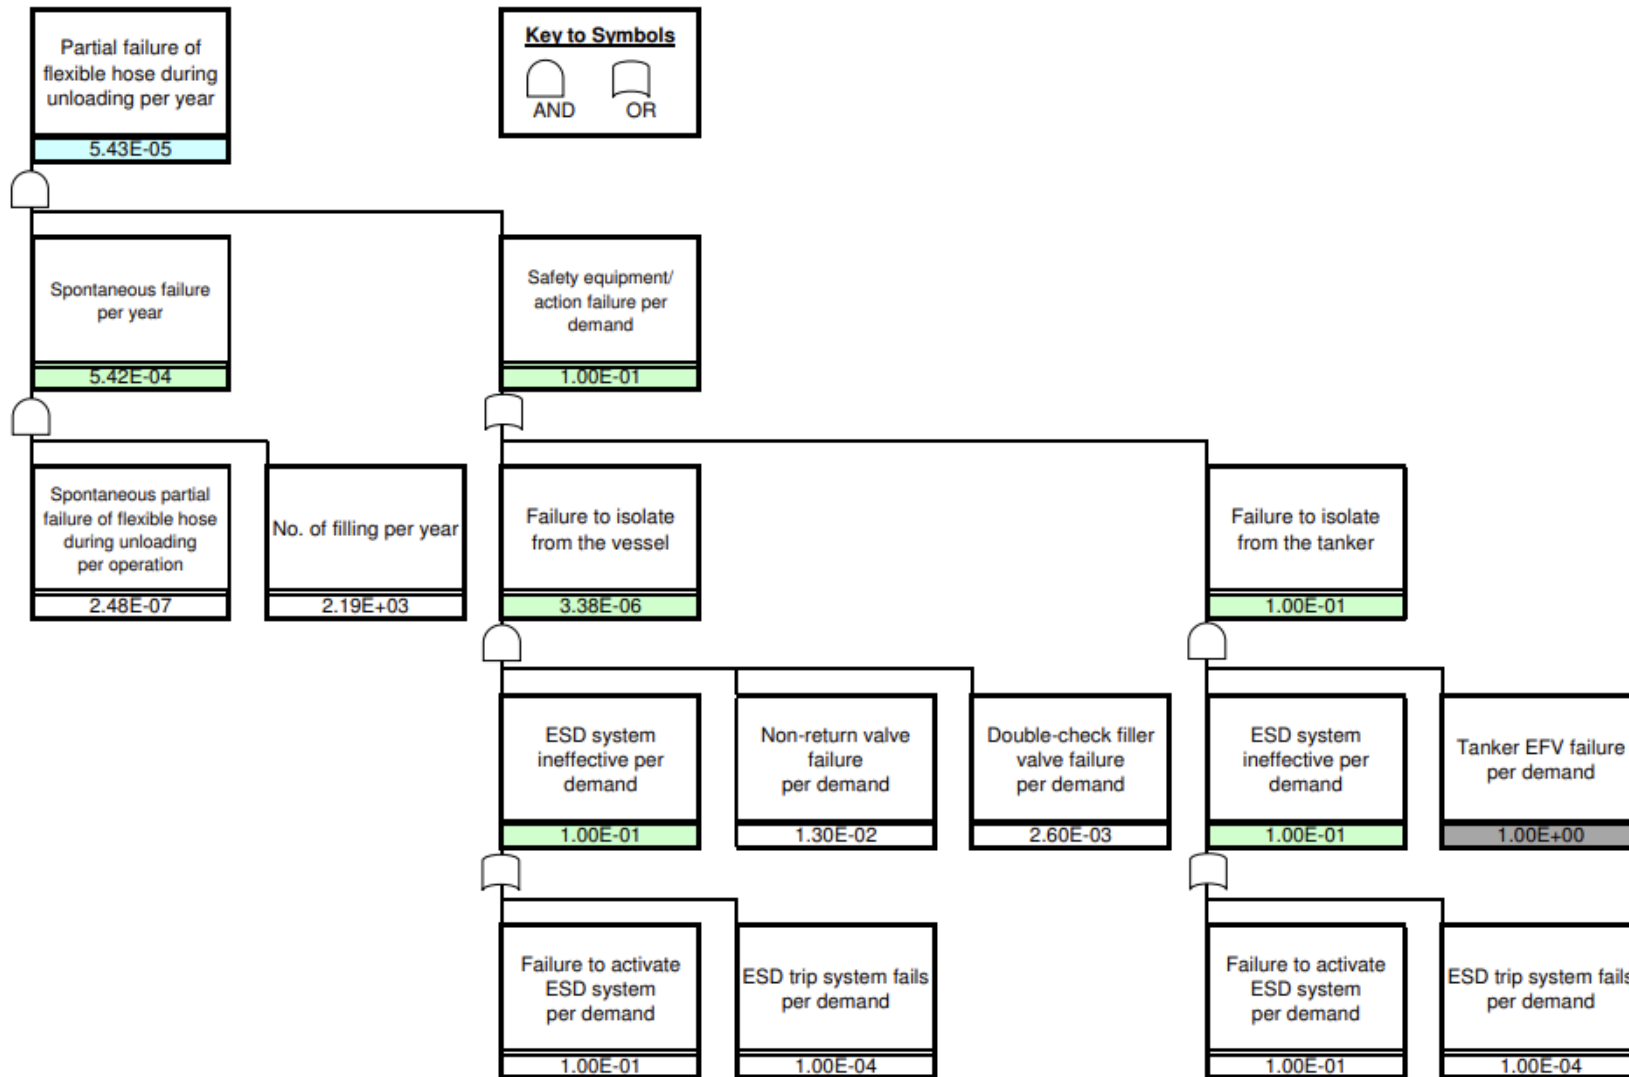 Partial failure of
flexible hose during
unloading per year
5.43E-05
Key to Symbols
AND
OR
Spontaneous failure
per year
5.42E-04
Safety equipment/
action failure per
demand
1.00E-01
Spontaneous partial
failure of flexible hose
during unloading
per operation
2.48E-07
No. of filling per year
2.19E+03
Failure to isolate
from the vessel
3.38E-06
Failure to isolate
from the tanker
1.00E-01
ESD system
ineffective per
demand
1.00E-01
Non-return valve
failure
per demand
1.30E-02
Double-check filler
valve failure
per demand
2.60E-03
ESD system
ineffective per
demand
1.00E-01
Tanker EFV failure
per demand
1.00E+00
Failure to activate
ESD system
per demand
1.00E-01
ESD trip system fails
per demand
1.00E-04
Failure to activate
ESD system
per demand
1.00E-01
ESD trip system fails
per demand
1.00E-04